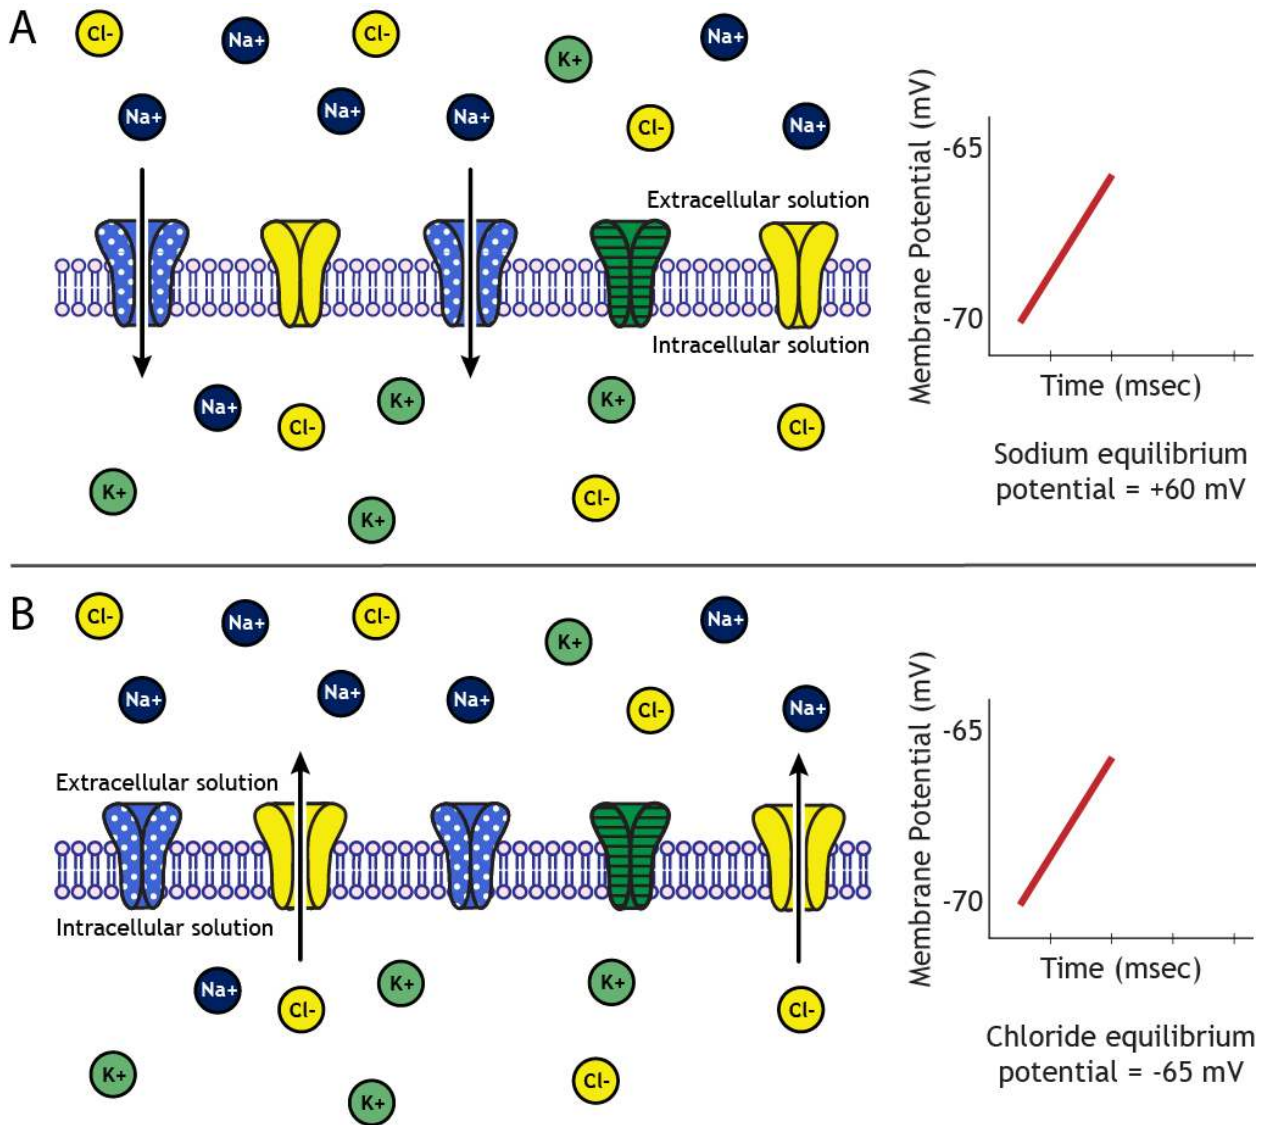 A
Cl-
Na+
Cl-
K+
Na+
Na+
Na+
Na+
Cl-
Na+
Extracellular solution
Intracellular solution
Na+
Cl-
K+
K+
Cl-
K+
K+
Cl-
Membrane Potential (mV)
-65
-70
Time (msec)
Sodium equilibrium
potential = +60 mV
B
Cl-
Na+
Cl-
K+
Na+
Na+
Na+
Na+
Cl-
Na+
Extracellular solution
Intracellular solution
Na+
Cl-
K+
K+
Cl-
K+
K+
Cl-
Membrane Potential (mV)
-65
-70
Time (msec)
Chloride equilibrium
potential = -65 mV